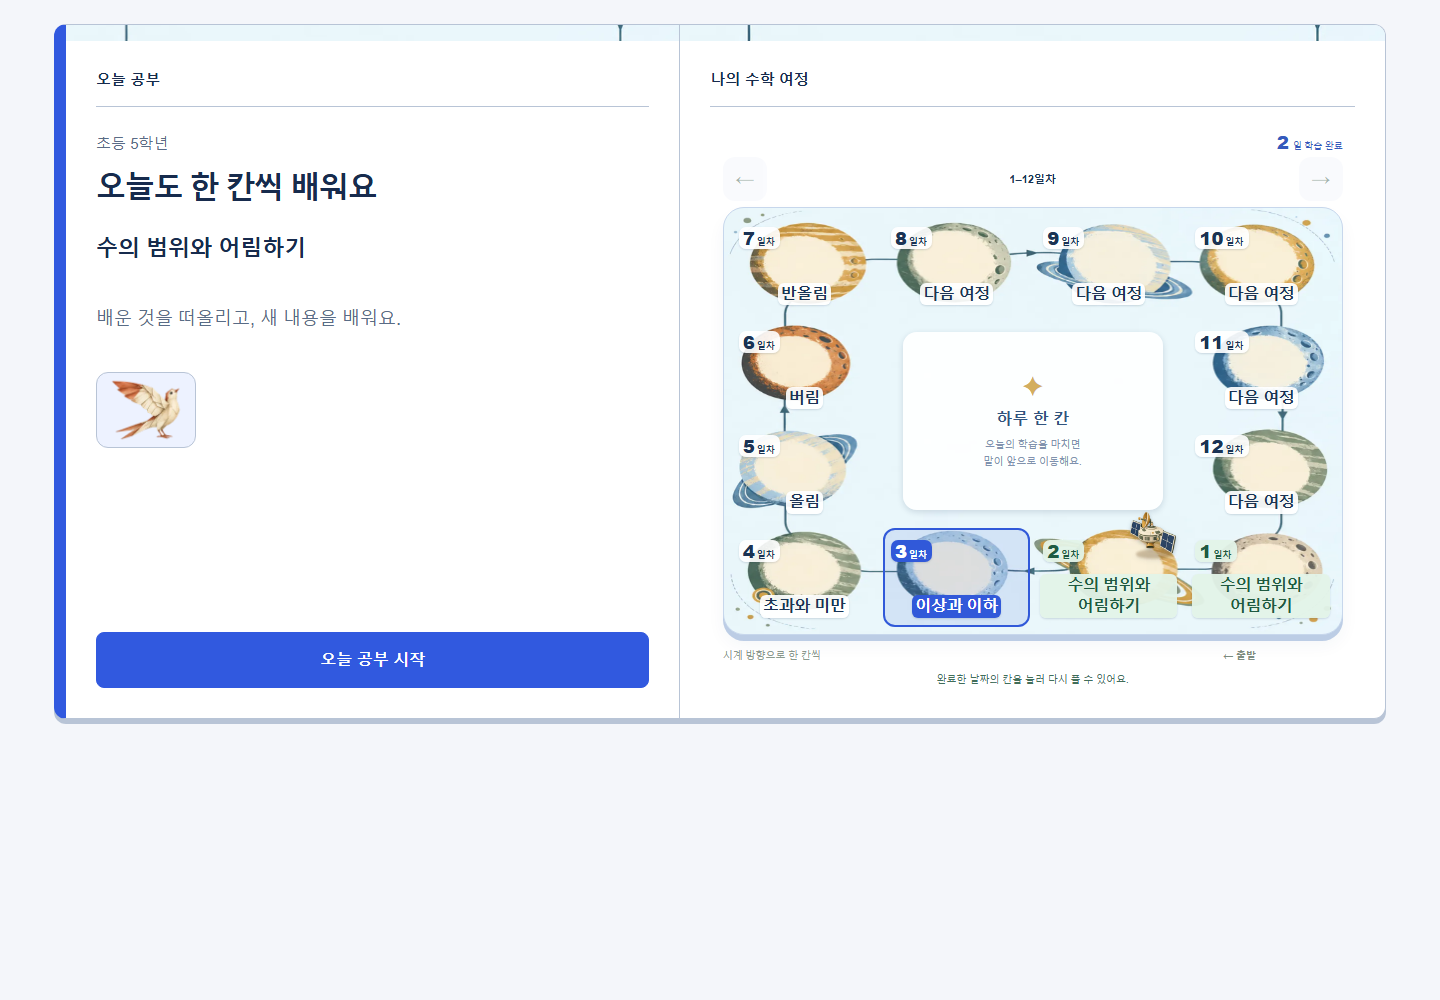 오늘 공부
초등 5학년
오늘도 한 칸씩 배워요
수의 범위와 어림하기
배운 것을 떠올리고, 새 내용을 배워요.
오늘 공부 시작
나의 수학 여정
2 일 학습 완료
←
1–12일차
→
7 일차
반올림
8 일차
다음 여정
9 일차
다음 여정
10 일차
다음 여정
6 일차
버림
11 일차
다음 여정
하루 한 칸
오늘의 학습을 마치면
말이 앞으로 이동해요.
5 일차
올림
12 일차
다음 여정
4 일차
초과와 미만
3 일차
이상과 이하
2 일차
수의 범위와
어림하기
1 일차
수의 범위와
어림하기
시계 방향으로 한 칸씩
← 출발
완료한 날짜의 칸을 눌러 다시 풀 수 있어요.